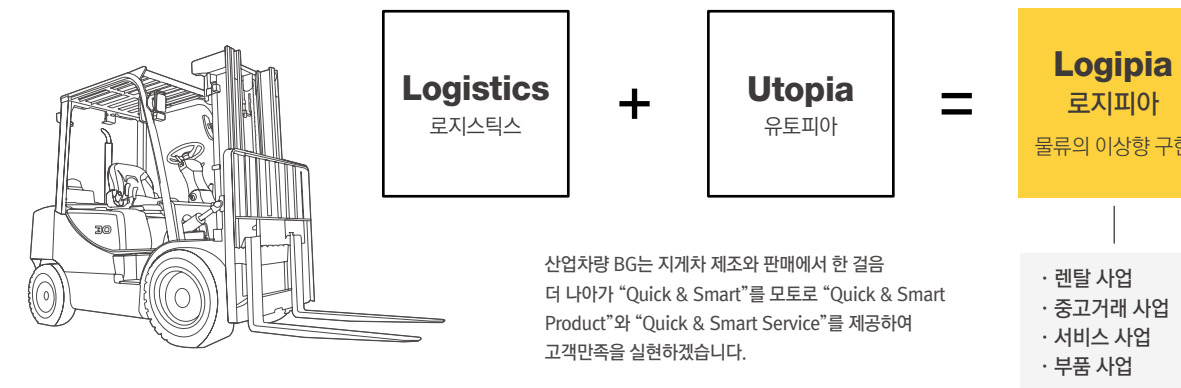 Logistics
로지스틱스
+
Utopia
유토피아
=
Logipia
로지피아
물류의 이상향 구현
30
산업차량 BG는 지게차 제조와 판매에서 한 걸음
더 나아가 “Quick & Smart”를 모토로 “Quick & Smart
Product”와 “Quick & Smart Service”를 제공하여
고객만족을 실현하겠습니다.
· 렌탈 사업
· 중고거래 사업
· 서비스 사업
· 부품 사업